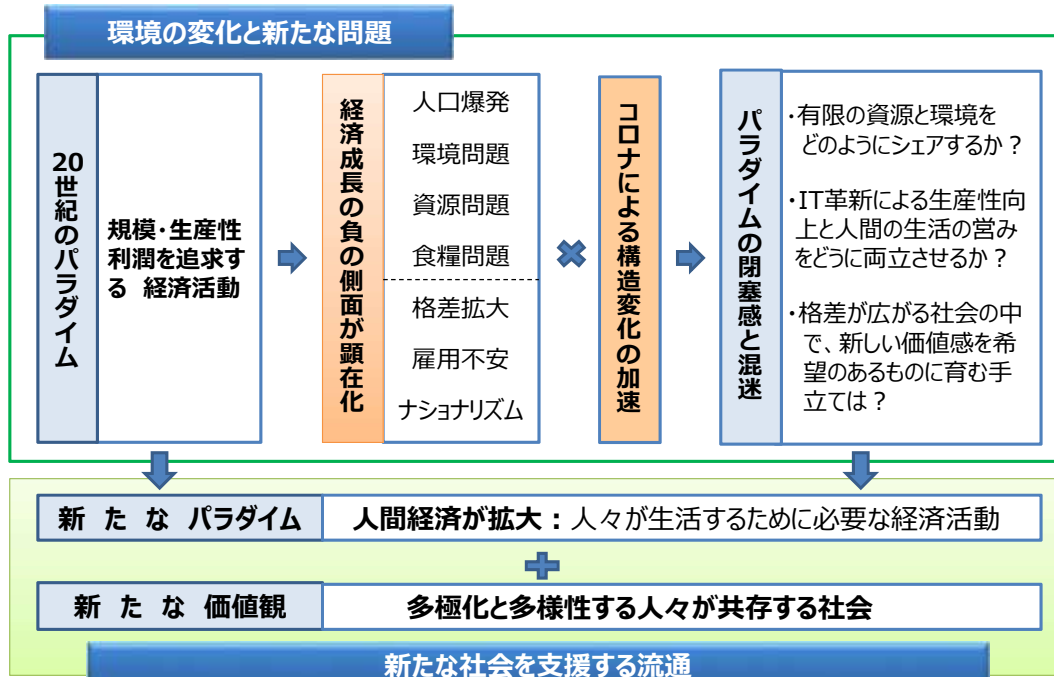 環境の変化と新たな問題
20世紀のパラダイム
規模・生産性
利潤を追求す
る 経済活動
経済成長の負の側面が顕在化
人口爆発
環境問題
資源問題
食糧問題
格差拡大
雇用不安
ナショナリズム
コロナによる構造変化の加速
パラダイムの閉塞感と混迷
・有限の資源と環境を
どのようにシェアするか？
・IT革新による生産性向
上と人間の生活の営み
をどうに両立させるか？
・格差が広がる社会の中
で、新しい価値感を希
望のあるものに育む手
立ては？
新 た な パラダイム
人間経済が拡大：人々が生活するために必要な経済活動
新 た な 価値観
多極化と多様性する人々が共存する社会
新たな社会を支援する流通